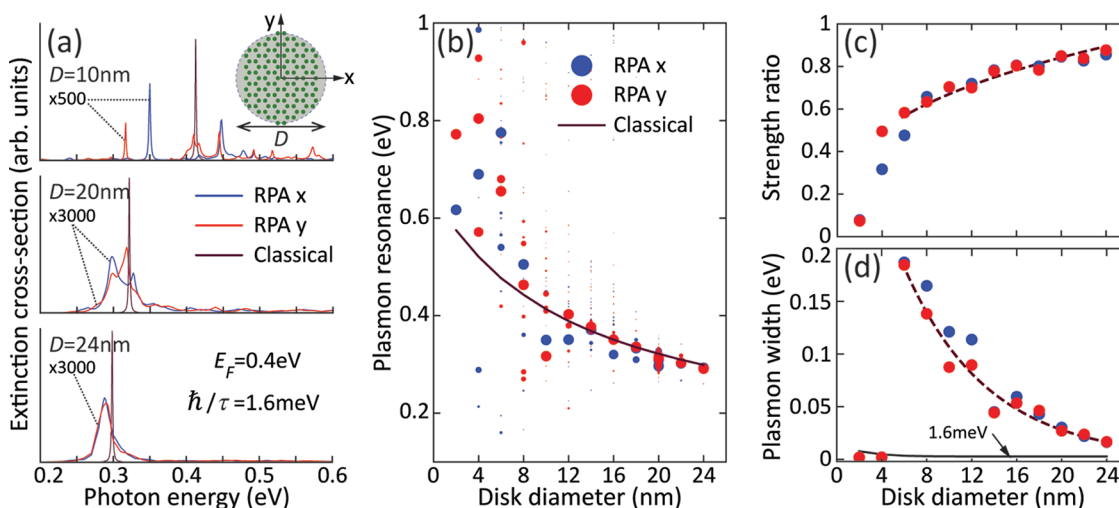 (a)
D=10nm
x500
y
x
D
D=20nm
x3000
RPA x
RPA y
Classical
D=24nm
x3000
E_F=0.4eV
ħ/τ=1.6meV
Extinction cross-section (arb. units)
0.2 0.3 0.4 0.5 0.6
Photon energy (eV)
(b)
RPA x
RPA y
Classical
Plasmon resonance (eV)
1
0.8
0.6
0.4
0.2
0 4 8 12 16 20 24
Disk diameter (nm)
(c)
Strength ratio
1
0.8
0.6
0.4
0.2
0
(d)
Plasmon width (eV)
0.2
0.15
0.1
0.05
0
1.6meV
0 4 8 12 16 20 24
Disk diameter (nm)